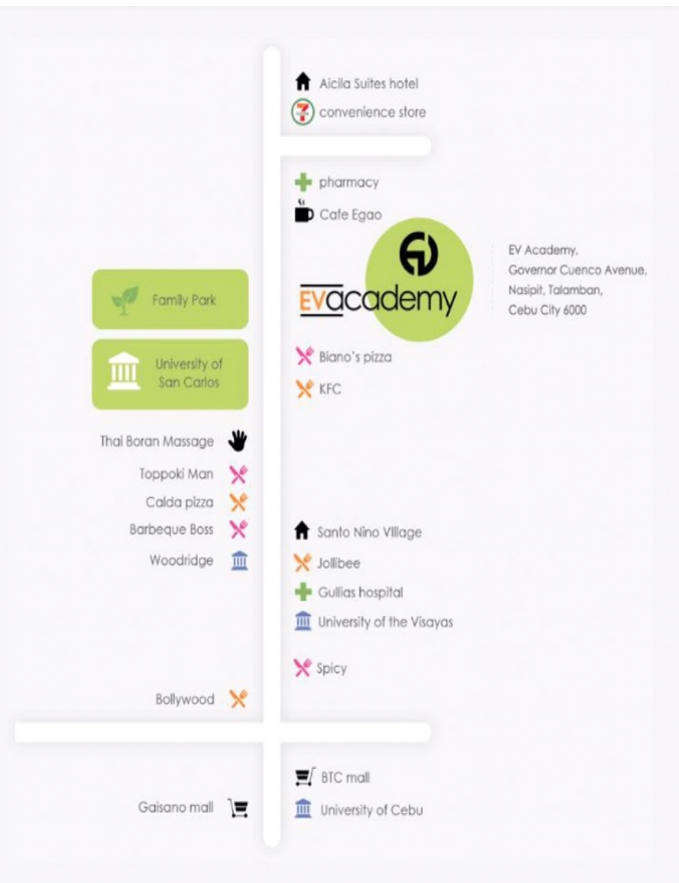 Aicila Suites hotel
7 convenience store
pharmacy
Cafe Egao
EVacademy
EV Academy,
Governor Cuenco Avenue,
Nasipit, Talamban,
Cebu City 6000
Family Park
University of
San Carlos
Biano's pizza
KFC
Thai Boran Massage
Toppoki Man
Calda pizza
Barbeque Boss
Woodridge
Santo Nino VIllage
Jollibee
Gullias hospital
University of the Visayas
Spicy
Bollywood
BTC mall
Gaisano mall
University of Cebu